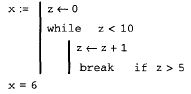 x := z ← 0
while z < 10
z ← z + 1
break if z > 5
x = 6